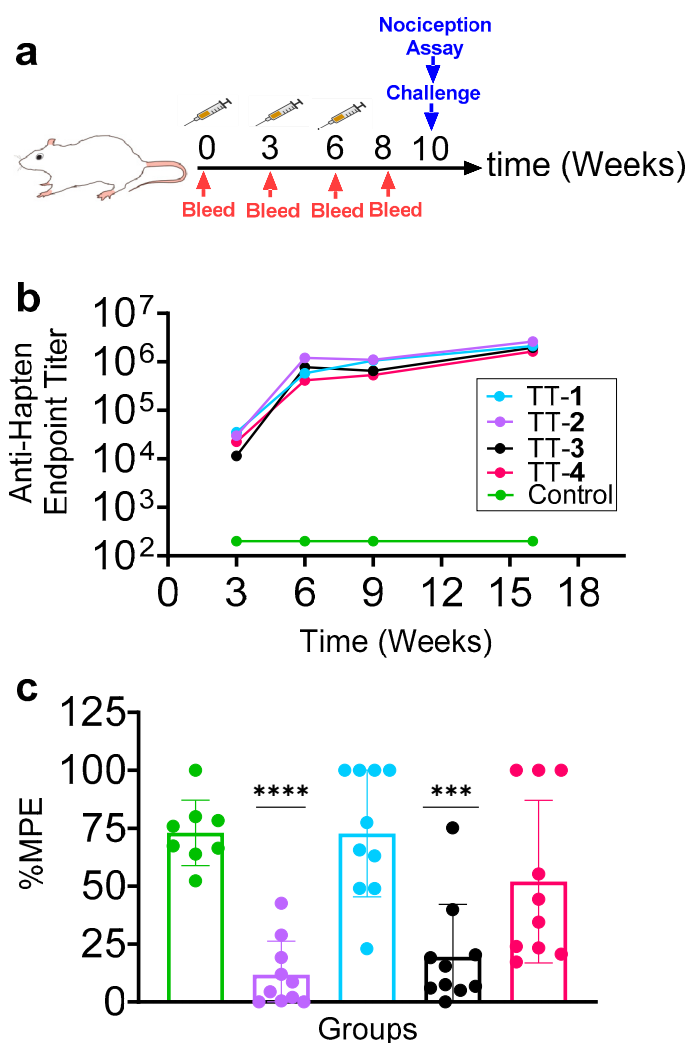 a
Nociception
Assay
Challenge
0 3 6 8 10 time (Weeks)
Bleed Bleed Bleed Bleed
b
Anti-Hapten
Endpoint Titer
10⁷
10⁶
10⁵
10⁴
10³
10²
0 3 6 9 12 15 18
Time (Weeks)
TT-1
TT-2
TT-3
TT-4
Control
c
%MPE
125
100
75
50
25
0
**** ***
Groups